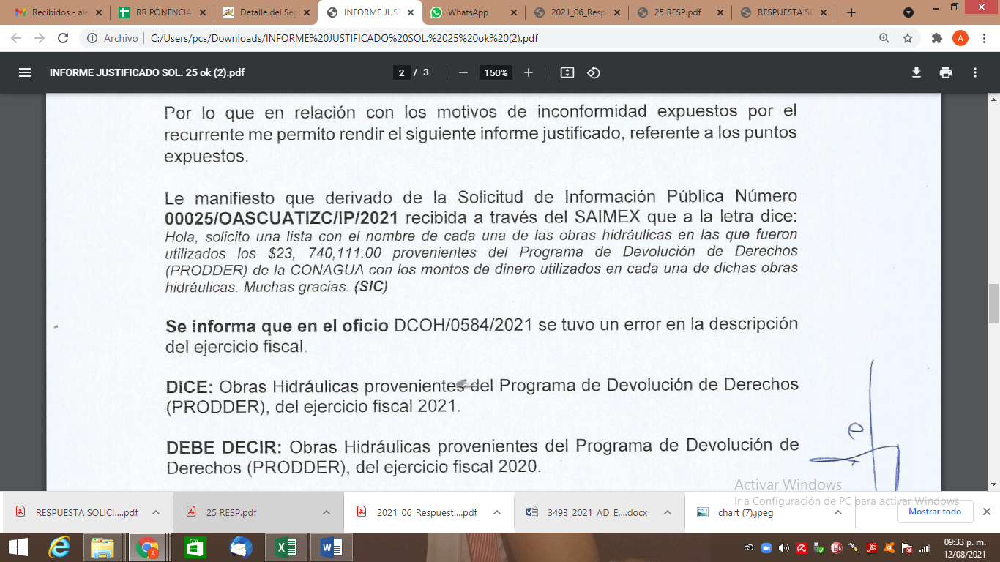 Recibidos - ale
RR PONENCIA
Detalle del Seg
INFORME JUST
WhatsApp
2021_06_Respu
25 RESP.pdf
RESPUESTA SO
Archivo | C:/Users/pcs/Downloads/INFORME%20JUSTIFICADO%20SOL.%2025%20ok%20(2).pdf
A
INFORME JUSTIFICADO SOL. 25 ok (2).pdf
2 / 3
150%
Por lo que en relación con los motivos de inconformidad expuestos por el
recurrente me permito rendir el siguiente informe justificado, referente a los puntos
expuestos.
Le manifiesto que derivado de la Solicitud de Información Pública Número
00025/OASCUATIZC/IP/2021 recibida a través del SAIMEX que a la letra dice:
Hola, solicito una lista con el nombre de cada una de las obras hidráulicas en las que fueron
utilizados los $23, 740,111.00 provenientes del Programa de Devolución de Derechos
(PRODDER) de la CONAGUA con los montos de dinero utilizados en cada una de dichas obras
hidráulicas. Muchas gracias. (SIC)
Se informa que en el oficio DCOH/0584/2021 se tuvo un error en la descripción
del ejercicio fiscal.
DICE: Obras Hidráulicas provenientes del Programa de Devolución de Derechos
(PRODDER), del ejercicio fiscal 2021.
DEBE DECIR: Obras Hidráulicas provenientes del Programa de Devolución de
Derechos (PRODDER), del ejercicio fiscal 2020.
Activar Windows
Ir a Configuración de PC para activar Windows.
RESPUESTA SOLICI....pdf
25 RESP.pdf
2021_06_Respuest....pdf
3493_2021_AD_E....docx
chart (7).jpeg
Mostrar todo
09:33 p. m.
12/08/2021